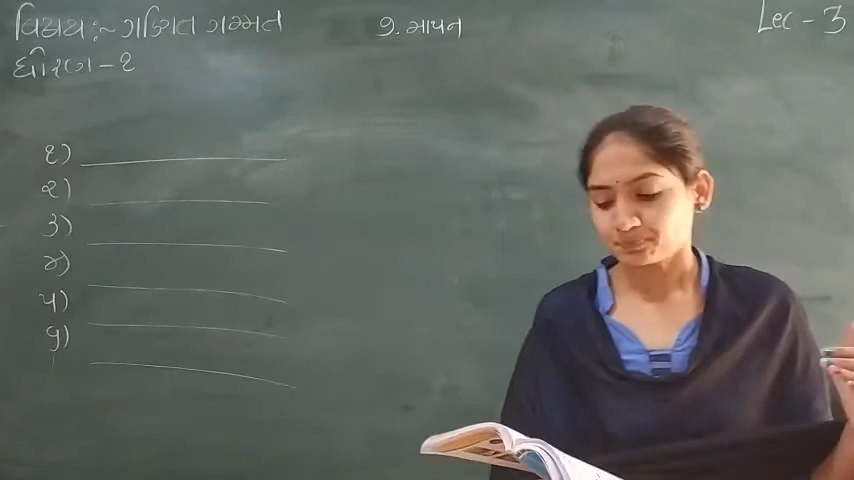 વિષય :~ ગણિત ગમ્મત
ધોરણ - ૨
૭. માપન
Lec - 3
૧)
૨)
૩)
૪)
૫)
૬)